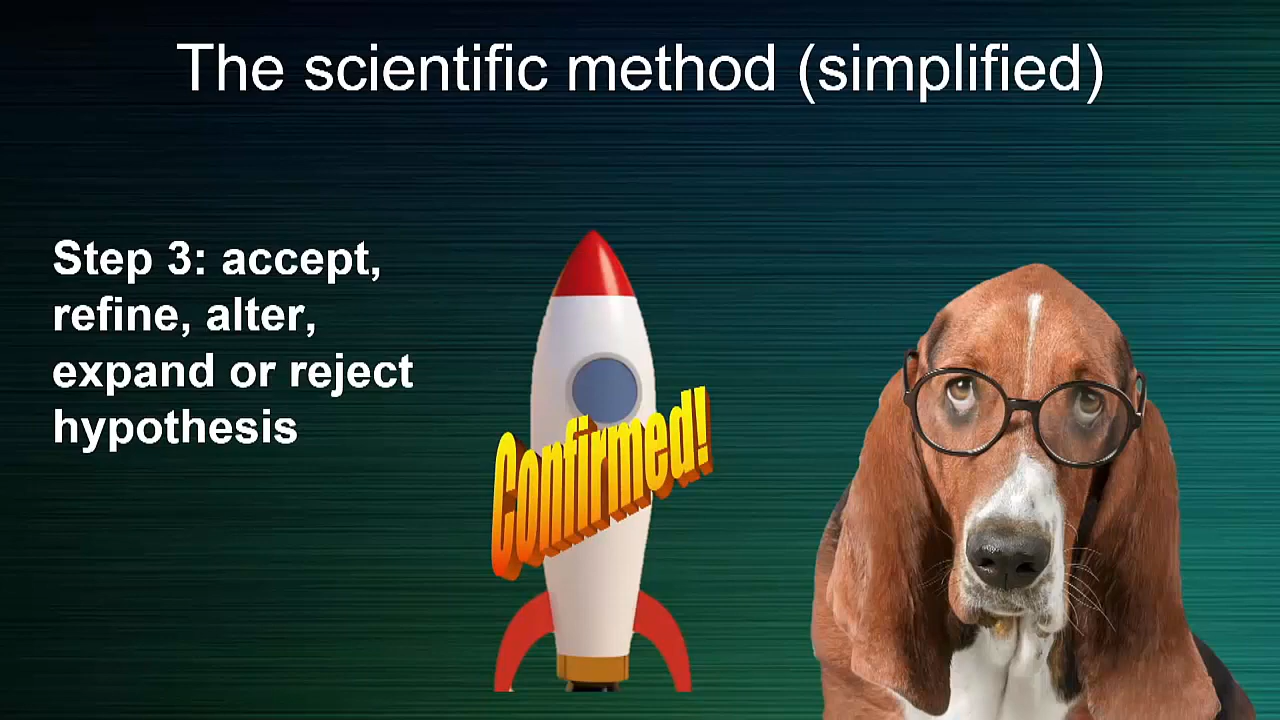 The scientific method (simplified)
Step 3: accept,
refine, alter,
expand or reject
hypothesis
Confirmed!